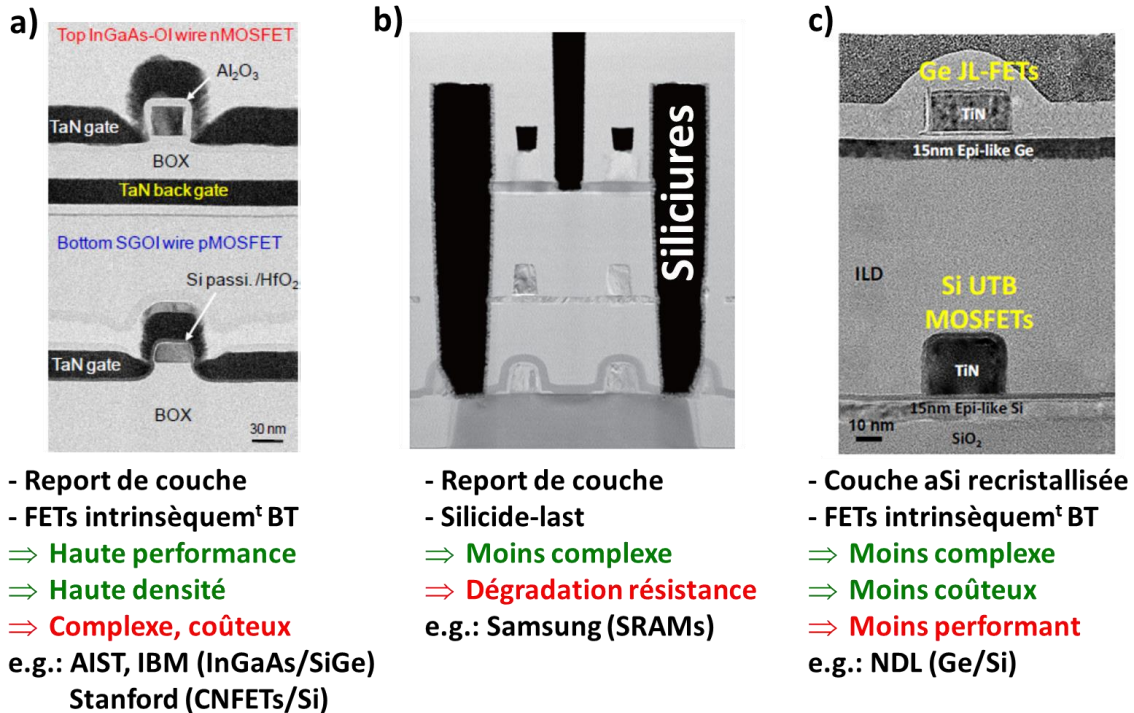 a)
Top InGaAs-OI wire nMOSFET
Al₂O₃
TaN gate
BOX
TaN back gate
Bottom SGOI wire pMOSFET
Si passi./HfO₂
TaN gate
BOX
30 nm
- Report de couche
- FETs intrinsèquemᵗ BT
⇒ Haute performance
⇒ Haute densité
⇒ Complexe, coûteux
e.g.: AIST, IBM (InGaAs/SiGe)
Stanford (CNFETs/Si)
b)
Siliciures
- Report de couche
- Silicide-last
⇒ Moins complexe
⇒ Dégradation résistance
e.g.: Samsung (SRAMs)
c)
Ge JL-FETs
TiN
15nm Epi-like Ge
ILD
Si UTB
MOSFETs
TiN
15nm Epi-like Si
10 nm
SiO₂
- Couche aSi recristallisée
- FETs intrinsèquemᵗ BT
⇒ Moins complexe
⇒ Moins coûteux
⇒ Moins performant
e.g.: NDL (Ge/Si)